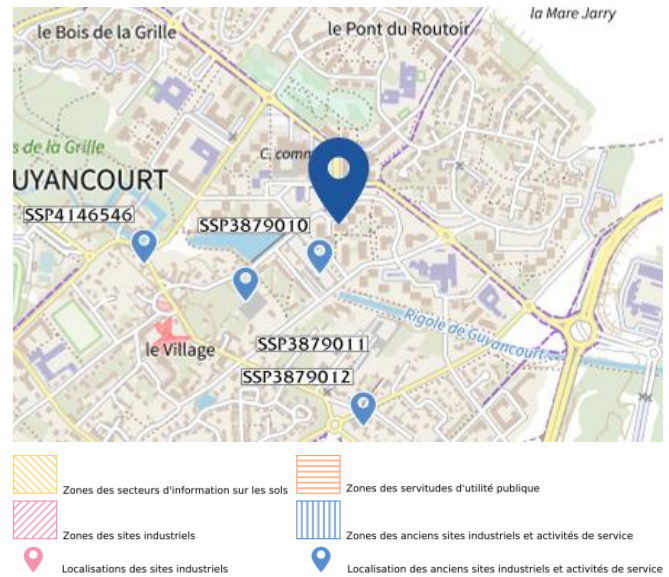 la Mare Jarry
le Bois de la Grille
le Pont du Routoir
s de la Grille
C. comm
UYANCOURT
SSP4146546
SSP3879010
Rigole de Guyancourt
SSP3879011
le Village
SSP3879012
Zones des secteurs d'information sur les sols
Zones des servitudes d'utilité publique
Zones des sites industriels
Zones des anciens sites industriels et activités de service
Localisations des sites industriels
Localisation des anciens sites industriels et activités de service